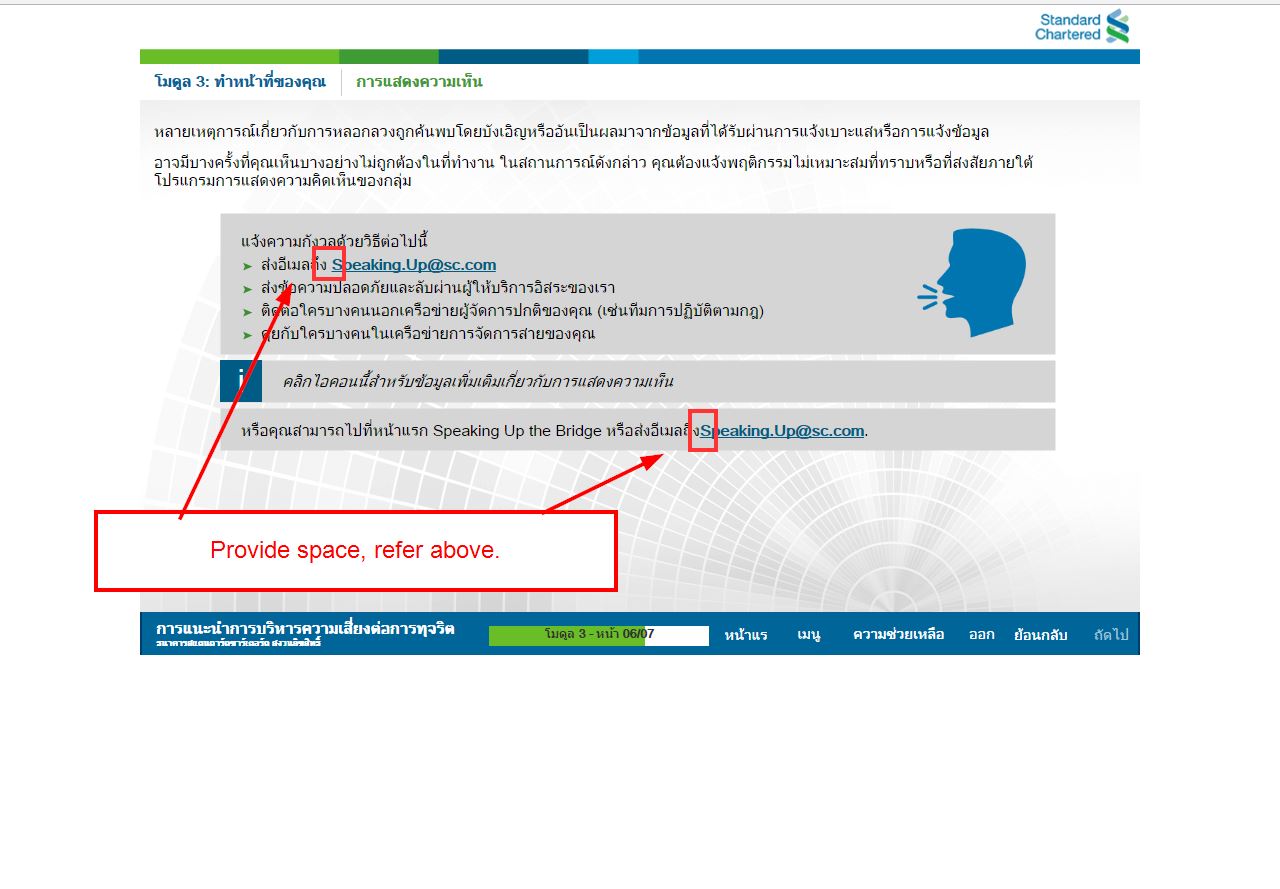 Standard
Chartered
โมดูล 3: ทำหน้าที่ของคุณ
การแสดงความเห็น
หลายเหตุการณ์เกี่ยวกับการหลอกลวงถูกค้นพบโดยบังเอิญหรืออันเป็นผลมาจากข้อมูลที่ได้รับผ่านการแจ้งเบาะแสหรือการแจ้งข้อมูล
อาจมีบางครั้งที่คุณเห็นบางอย่างไม่ถูกต้องในที่ทำงาน ในสถานการณ์ดังกล่าว คุณต้องแจ้งพฤติกรรมไม่เหมาะสมที่ทราบหรือที่สงสัยภายใต้
โปรแกรมการแสดงความคิดเห็นของกลุ่ม
แจ้งความกังวลด้วยวิธีต่อไปนี้
ส่งอีเมลถึง Speaking.Up@sc.com
ส่งข้อความปลอดภัยและลับผ่านผู้ให้บริการอิสระของเรา
ติดต่อใครบางคนนอกเครือข่ายผู้จัดการปกติของคุณ (เช่นทีมการปฏิบัติตามกฎ)
คุยกับใครบางคนในเครือข่ายการจัดการสายของคุณ
i
คลิกไอคอนนี้สำหรับข้อมูลเพิ่มเติมเกี่ยวกับการแสดงความเห็น
หรือคุณสามารถไปที่หน้าแรก Speaking Up the Bridge หรือส่งอีเมลถึงSpeaking.Up@sc.com.
Provide space, refer above.
การแนะนำการบริหารความเสี่ยงต่อการทุจริต
โมดูล 3 - หน้า 06/07
หน้าแรก
เมนู
ความช่วยเหลือ
ออก
ย้อนกลับ
ถัดไป